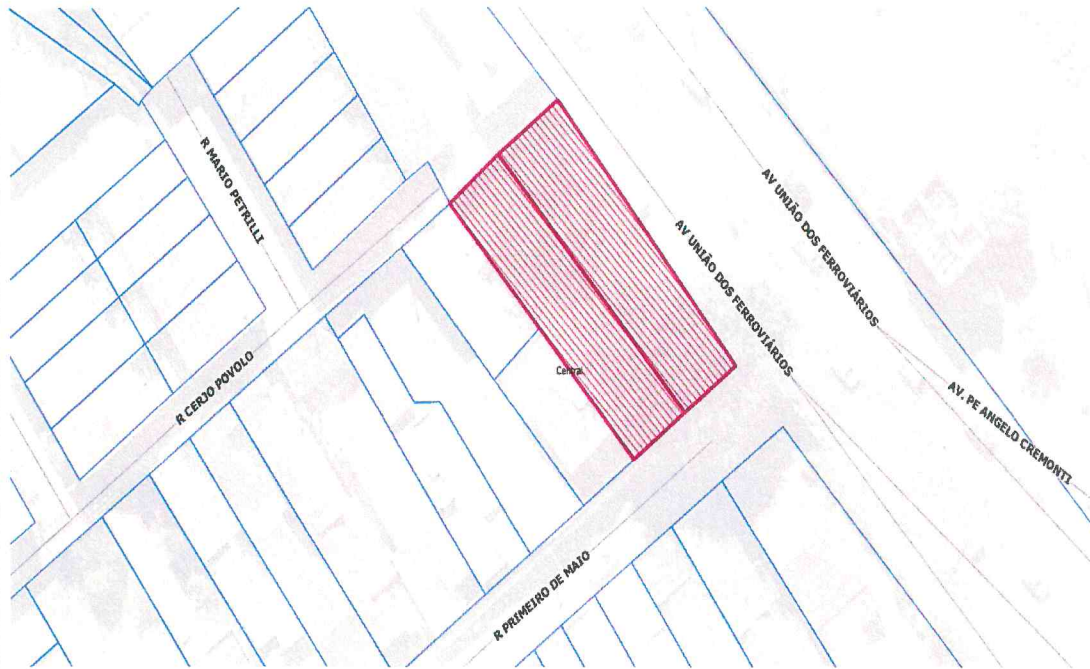 R MARIO PETRILLI
AV UNIÃO DOS FERROVIÁRIOS
AV UNIÃO DOS FERROVIÁRIOS
R CERJO POVOLO
Central
AV. PE ANGELO CREMONTI
R PRIMEIRO DE MAIO